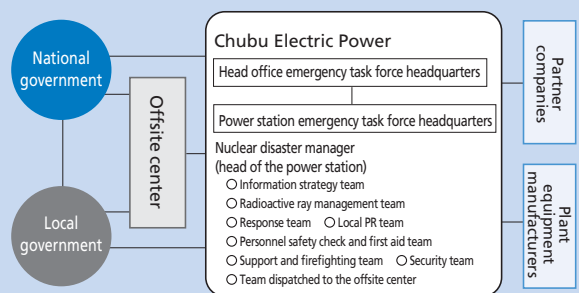 National
government
Local
government
Offsite center
Chubu Electric Power
Head office emergency task force headquarters
Power station emergency task force headquarters
Nuclear disaster manager
(head of the power station)
○ Information strategy team
○ Radioactive ray management team
○ Response team ○ Local PR team
○ Personnel safety check and first aid team
○ Support and firefighting team ○ Security team
○ Team dispatched to the offsite center
Partner
companies
Plant
equipment
manufacturers